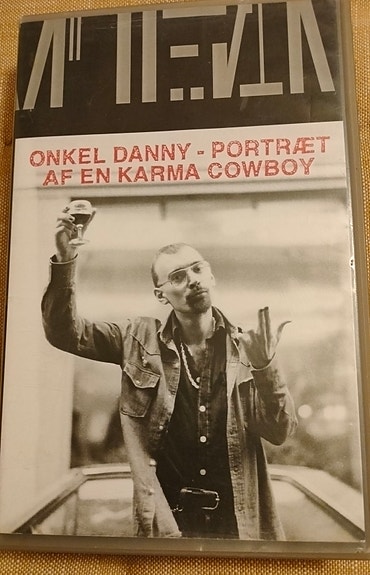 ONKEL DANNY - PORTRÆT
AF EN KARMA COWBOY